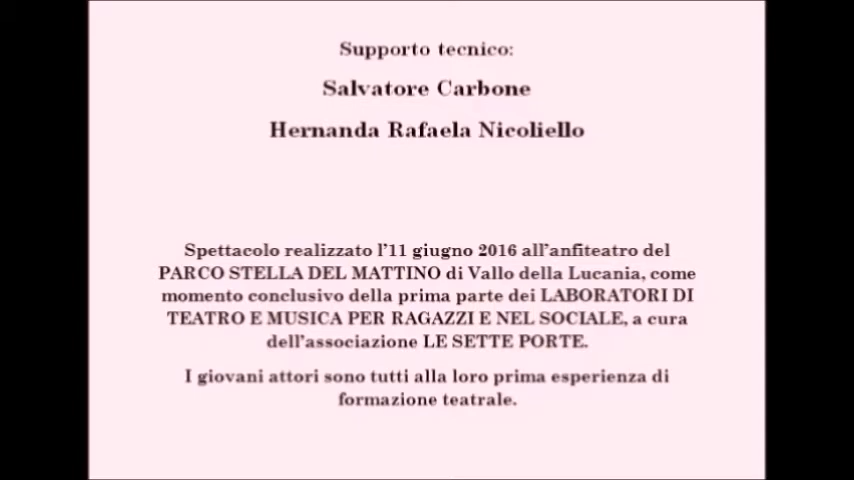 Supporto tecnico:
Salvatore Carbone
Hernanda Rafaela Nicoliello
Spettacolo realizzato l'11 giugno 2016 all'anfiteatro del
PARCO STELLA DEL MATTINO di Vallo della Lucania, come
momento conclusivo della prima parte dei LABORATORI DI
TEATRO E MUSICA PER RAGAZZI E NEL SOCIALE, a cura
dell'associazione LE SETTE PORTE.
I giovani attori sono tutti alla loro prima esperienza di
formazione teatrale.